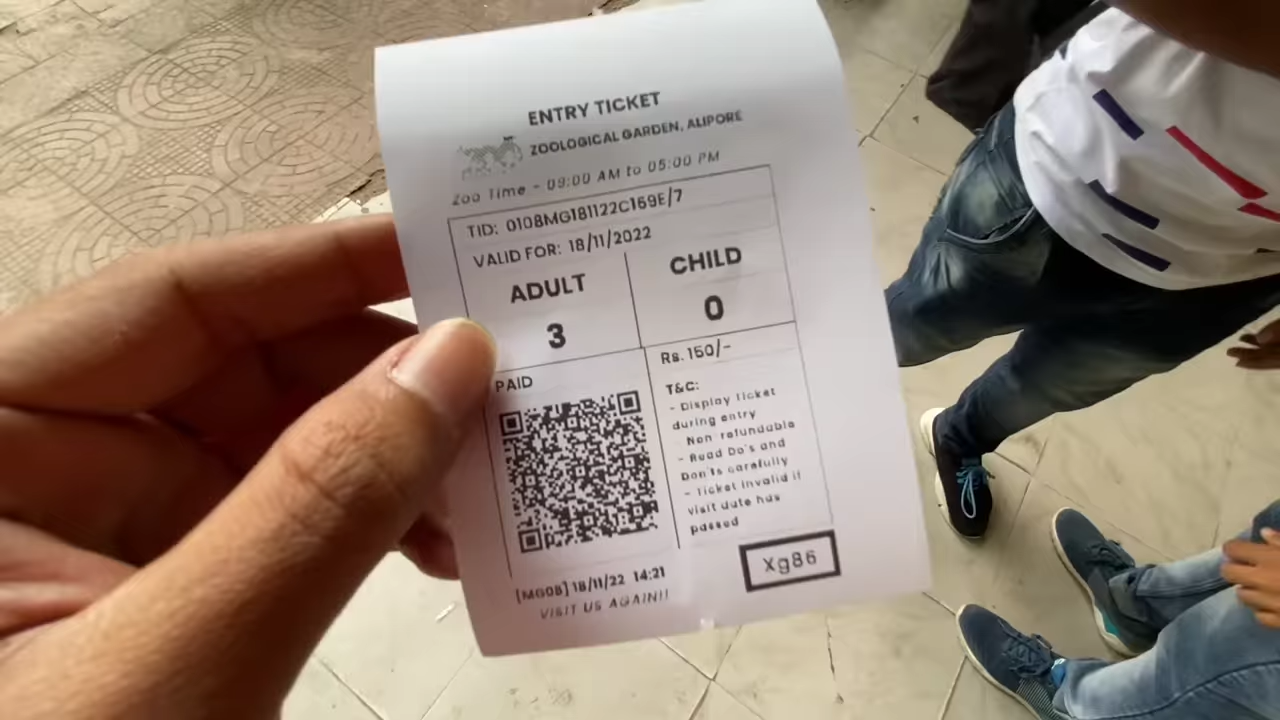 ENTRY TICKET
ZOOLOGICAL GARDEN, ALIPORE
Zoo Time - 09:00 AM to 05:00 PM
TID: 0108MG181122C169E/7
VALID FOR: 18/11/2022
ADULT
3
CHILD
0
PAID
Rs. 150/-
T&C:
- Display ticket
during entry
- Non refundable
- Read Do's and
Don'ts carefully
- Ticket invalid if
visit date has
passed
[MG08] 18/11/22 14:21
VISIT US AGAIN!!
Xg86